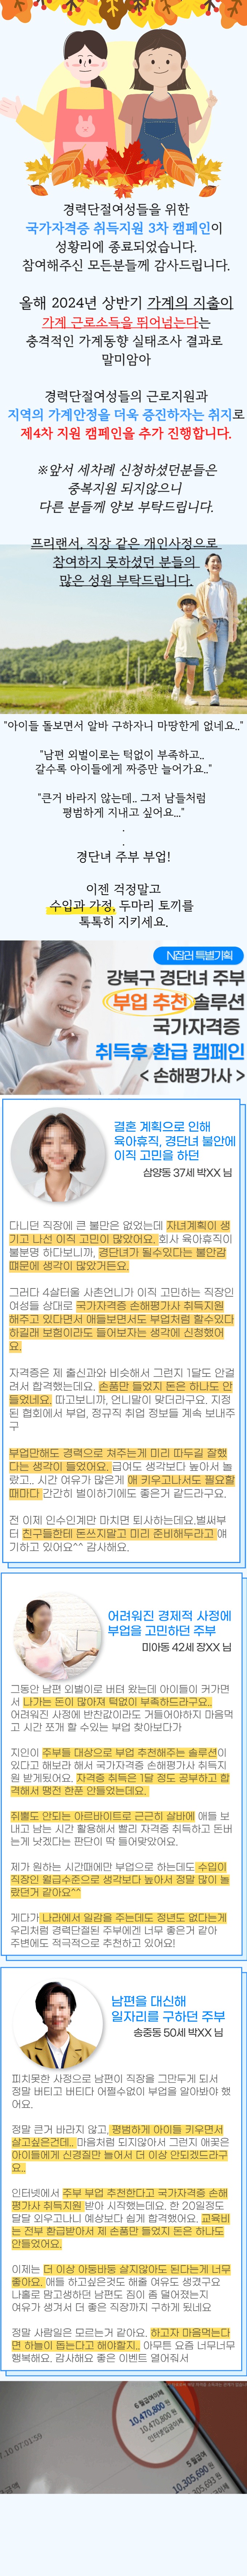 경력단절여성들을 위한
국가자격증 취득지원 3차 캠페인이
성황리에 종료되었습니다.
참여해주신 모든분들께 감사드립니다.
올해 2024년 상반기 가계의 지출이
가계 근로소득을 뛰어넘는다는
충격적인 가계동향 실태조사 결과로
말미암아
경력단절여성들의 근로지원과
지역의 가계안정을 더욱 증진하자는 취지로
제4차 지원 캠페인을 추가 진행합니다.
※앞서 세차례 신청하셨던분들은
중복지원 되지않으니
다른 분들께 양보 부탁드립니다.
프리랜서, 직장 같은 개인사정으로
참여하지 못하셨던 분들의
많은 성원 부탁드립니다.
"아이들 돌보면서 알바 구하자니 마땅한게 없네요.."
"남편 외벌이로는 턱없이 부족하고..
갈수록 아이들에게 짜증만 늘어가요.."
"큰거 바라지 않는데.. 그저 남들처럼
평범하게 지내고 싶어요..."
.
.
경단녀 주부 부업!
이젠 걱정말고
수입과 가정, 두마리 토끼를
톡톡히 지키세요.
N잡러 특별기획
강북구 경단녀 주부
부업 추천 솔루션
국가자격증
취득후 환급 캠페인
< 손해평가사 >
결혼 계획으로 인해
육아휴직, 경단녀 불안에
이직 고민을 하던
삼양동 37세 박XX 님
다니던 직장에 큰 불만은 없었는데 자녀계획이 생
기고 나선 이직 고민이 많았어요. 회사 육아휴직이
불분명 하다보니까, 경단녀가 될수있다는 불안감
때문에 생각이 많았거든요.
그러다 4살터울 사촌언니가 이직 고민하는 직장인
여성들 상대로 국가자격증 손해평가사 취득지원
해주고 있다면서 애들보면서도 부업처럼 할수있다
하길래 보험이라도 들어보자는 생각에 신청했어
요.
자격증은 제 출신과와 비슷해서 그런지 1달도 안걸
려서 합격했는데요. 손품만 들었지 돈은 하나도 안
들었네요. 따고보니까, 언니말이 맞더라구요. 지정
된 협회에서 부업, 정규직 취업 정보들 계속 보내주
구
부업만해도 경력으로 쳐주는게 미리 따두길 잘했
다는 생각이 들었어요. 급여도 생각보다 높아서 놀
랐고.. 시간 여유가 많은게 애 키우고나서도 필요할
때마다 간간히 벌이하기에도 좋은거 같드라구요.
전 이제 인수인계만 마치면 퇴사하는데요.벌써부
터 친구들한테 돈쓰지말고 미리 준비해두라고 얘
기하고 있어요^^ 감사해요.
어려워진 경제적 사정에
부업을 고민하던 주부
미아동 42세 장XX 님
그동안 남편 외벌이로 버텨 왔는데 아이들이 커가면
서 나가는 돈이 많아져 턱없이 부족하드라구요..
어려워진 사정에 반찬값이라도 거들어야하지 마음먹
고 시간 쪼개 할 수있는 부업 찾아보다가
지인이 주부들 대상으로 부업 추천해주는 솔루션이
있다고 해보라 해서 국가자격증 손해평가사 취득지
원 받게됬어요. 자격증 취득은 1달 정도 공부하고 합
격해서 땡전 한푼 안들었는데요.
쥐뿔도 안되는 아르바이트로 근근히 살바에 애들 보
내고 남는 시간 활용해서 빨리 자격증 취득하고 돈버
는게 낫겠다는 판단이 딱 들어맞았어요.
제가 원하는 시간때에만 부업으로 하는데도 수입이
직장인 월급수준으로 생각보다 높아서 정말 많이 놀
랐던거 같아요^^
게다가 나라에서 일감을 주는데도 정년도 없다는게
우리처럼 경력단절된 주부에겐 너무 좋은거 같아
주변에도 적극적으로 추천하고 있어요!
남편을 대신해
일자리를 구하던 주부
송중동 50세 박XX 님
피치못한 사정으로 남편이 직장을 그만두게 되서
정말 버티고 버티다 어쩔수없이 부업을 알아봐야 했
어요.
정말 큰거 바라지 않고, 평범하게 아이들 키우면서
살고싶은건데.. 마음처럼 되지않아서 그런지 애꿎은
아이들에게 신경질만 늘어서 더 이상 안되겠드라구
요..
인터넷에서 주부 부업 추천한다고 국가자격증 손해
평가사 취득지원 받아 시작했는데요. 한 20일정도
달달 외우고나니 예상보다 쉽게 합격했어요. 교육비
는 전부 환급받아서 제 손품만 들었지 돈은 하나도
안들었어요.
이제는 더 이상 아둥바둥 살지않아도 된다는게 너무
좋아요. 애들 하고싶은것도 해줄 여유도 생겼구요
나홀로 맘고생하던 남편도 짐이 좀 덜어졌는지
여유가 생겨서 더 좋은 직장까지 구하게 됬네요
정말 사람일은 모르는거 같아요. 하고자 마음먹는다
면 하늘이 돕는다고 해야할지.. 아무튼 요즘 너무너무
행복해요. 감사해요 좋은 이벤트 열어줘서
7.10 07:01:59
6 월급여이체
10,470,800 원
10,470,800 원
인터넷입금이체
5 월급여
10,305,690 원